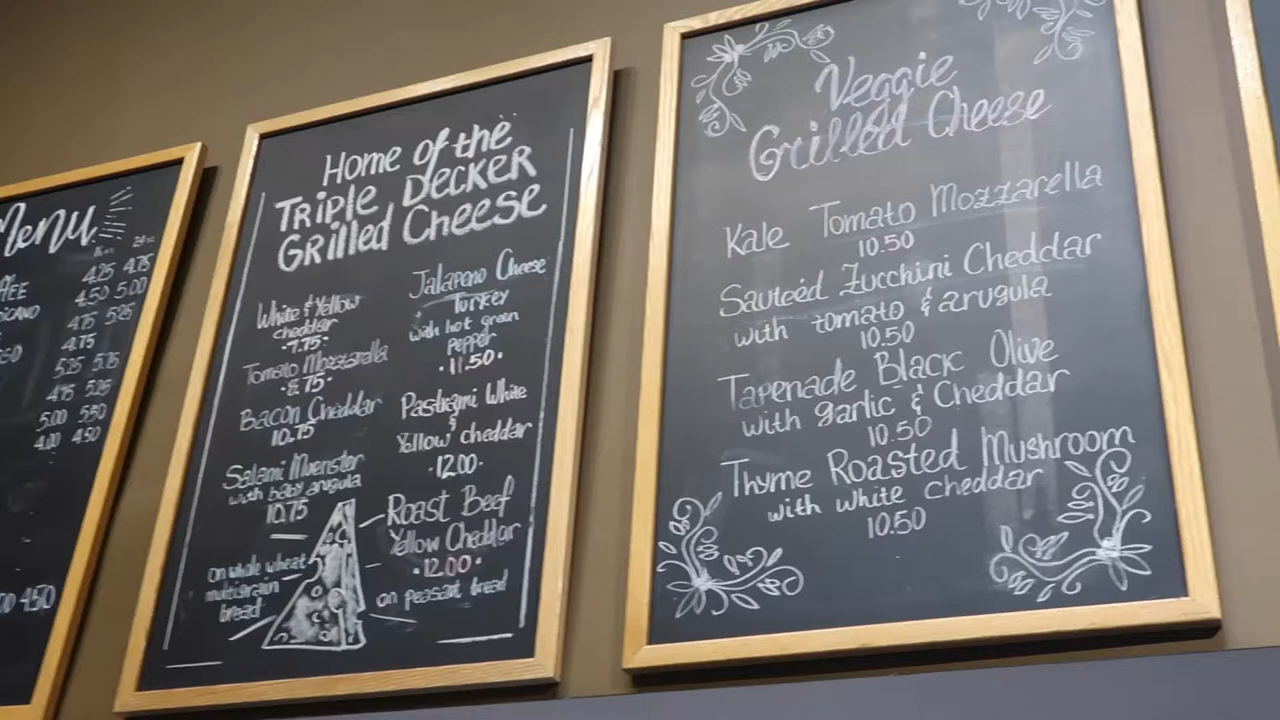 Menu
16oz 24oz
4.25 4.75
4.50 5.00
4.75 5.25
4.75
5.25 5.75
4.75 5.25
5.00 5.50
4.00 4.50
4.50
Home of the
TRiple DECKER
GRilled Cheese
White & Yellow
cheddar
·7.75·
Tomato Mozzarella
·8.75·
Bacon Cheddar
10.75
Salami Muenster
with baby arugula
10.75
on whole wheat
multigrain
bread
Jalapeno Cheese
Turkey
with hot green
pepper
·11.50·
Pastrami White
&
Yellow cheddar
·12.00·
Roast Beef
Yellow Cheddar
·12.00·
on peasant bread
Veggie
Grilled Cheese
Kale Tomato Mozzarella
10.50
Sauteéd Zucchini Cheddar
with tomato & arugula
10.50
Tapenade Black Olive
with garlic & Cheddar
10.50
Thyme Roasted Mushroom
with white cheddar
10.50